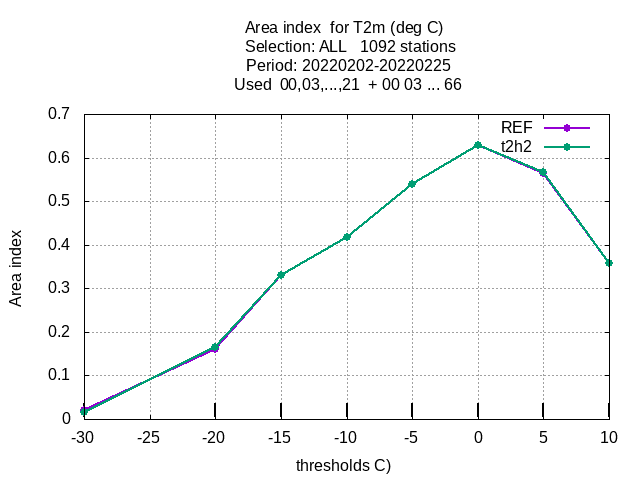 Area index  for T2m (deg C)
Selection: ALL   1092 stations
Period: 20220202-20220225
Used  00,03,...,21  + 00 03 ... 66
REF
t2h2
0.7
0.6
0.5
0.4
0.3
0.2
0.1
0
Area index
-30 -25 -20 -15 -10 -5 0 5 10
thresholds C)